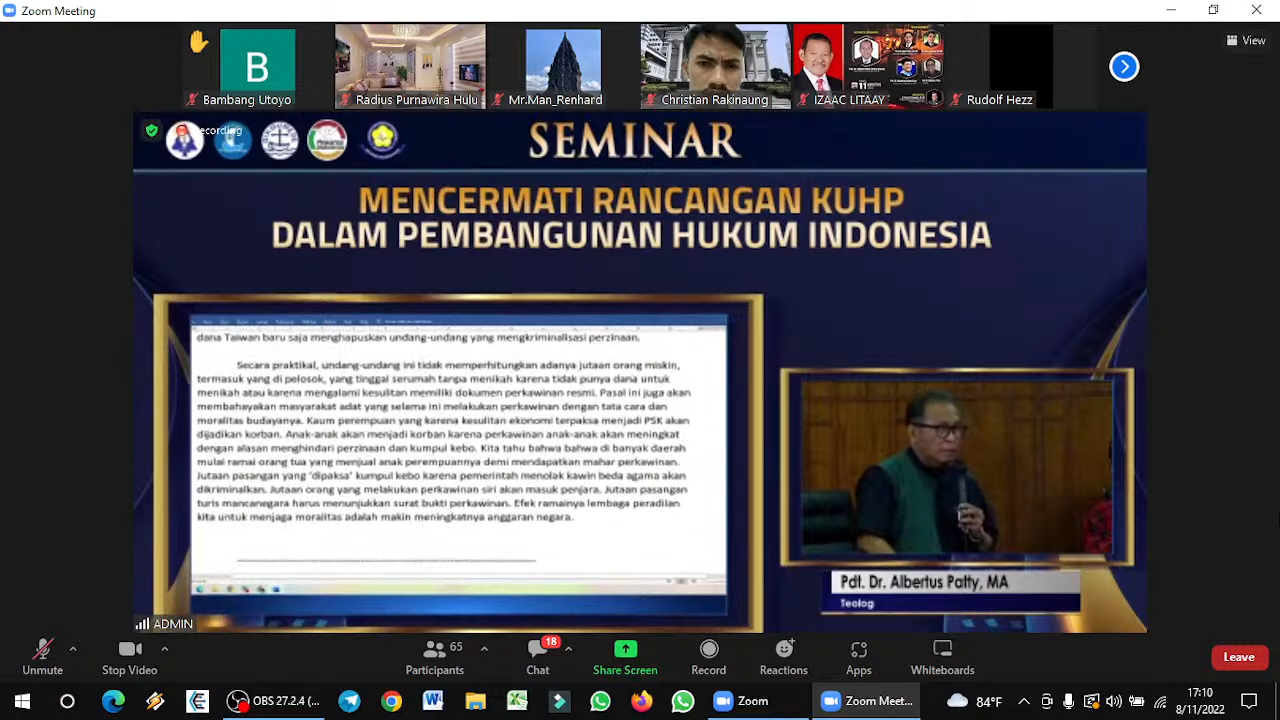 Zoom Meeting
View
B
Bambang Utoyo
Radius Purnawira Hulu
Mr.Man_Renhard
Christian Rakinaung
IZAAC LITAAY
Rudolf Hezz
Recording
SEMINAR
MENCERMATI RANCANGAN KUHP
DALAM PEMBANGUNAN HUKUM INDONESIA
dana Taiwan baru saja menghapuskan undang-undang yang mengkriminalisasi perzinaan.
Secara praktikal, undang-undang ini tidak memperhitungkan adanya jutaan orang miskin,
termasuk yang di pelosok, yang tinggal serumah tanpa menikah karena tidak punya dana untuk
menikah atau karena mengalami kesulitan memiliki dokumen perkawinan resmi. Pasal ini juga akan
membahayakan masyarakat adat yang selama ini melakukan perkawinan dengan tata cara dan
moralitas budayanya. Kaum perempuan yang karena kesulitan ekonomi terpaksa menjadi PSK akan
dijadikan korban. Anak-anak akan menjadi korban karena perkawinan anak-anak akan meningkat
dengan alasan menghindari perzinaan dan kumpul kebo. Kita tahu bahwa bahwa di banyak daerah
mulai ramai orang tua yang menjual anak perempuannya demi mendapatkan mahar perkawinan.
Jutaan pasangan yang 'dipaksa' kumpul kebo karena pemerintah menolak kawin beda agama akan
dikriminalkan. Jutaan orang yang melakukan perkawinan siri akan masuk penjara. Jutaan pasangan
turis mancanegara harus menunjukkan surat bukti perkawinan. Efek ramainya lembaga peradilan
kita untuk menjaga moralitas adalah makin meningkatnya anggaran negara.
Pdt. Dr. Albertus Patty, MA
Teolog
ADMIN
Unmute
Stop Video
65
Participants
18
Chat
Share Screen
Record
Reactions
Apps
Whiteboards
Leave
OBS 27.2.4 (...
Zoom
Zoom Meet...
84°F
17:10
8/11/2022